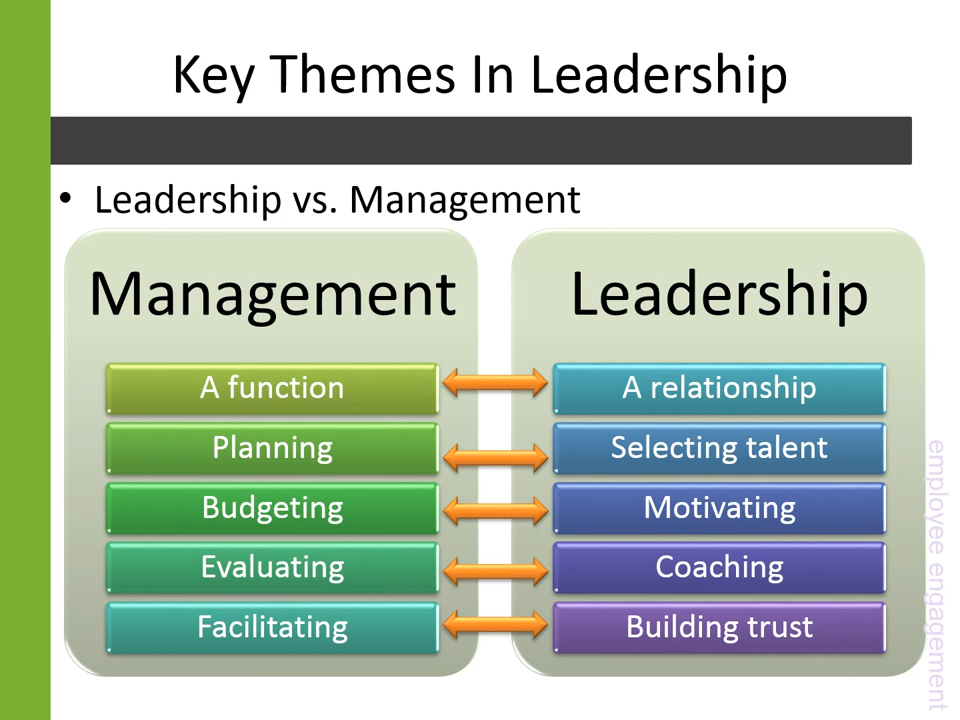 Key Themes In Leadership
• Leadership vs. Management
Management
A function
Planning
Budgeting
Evaluating
Facilitating
Leadership
A relationship
Selecting talent
Motivating
Coaching
Building trust
employee engagement